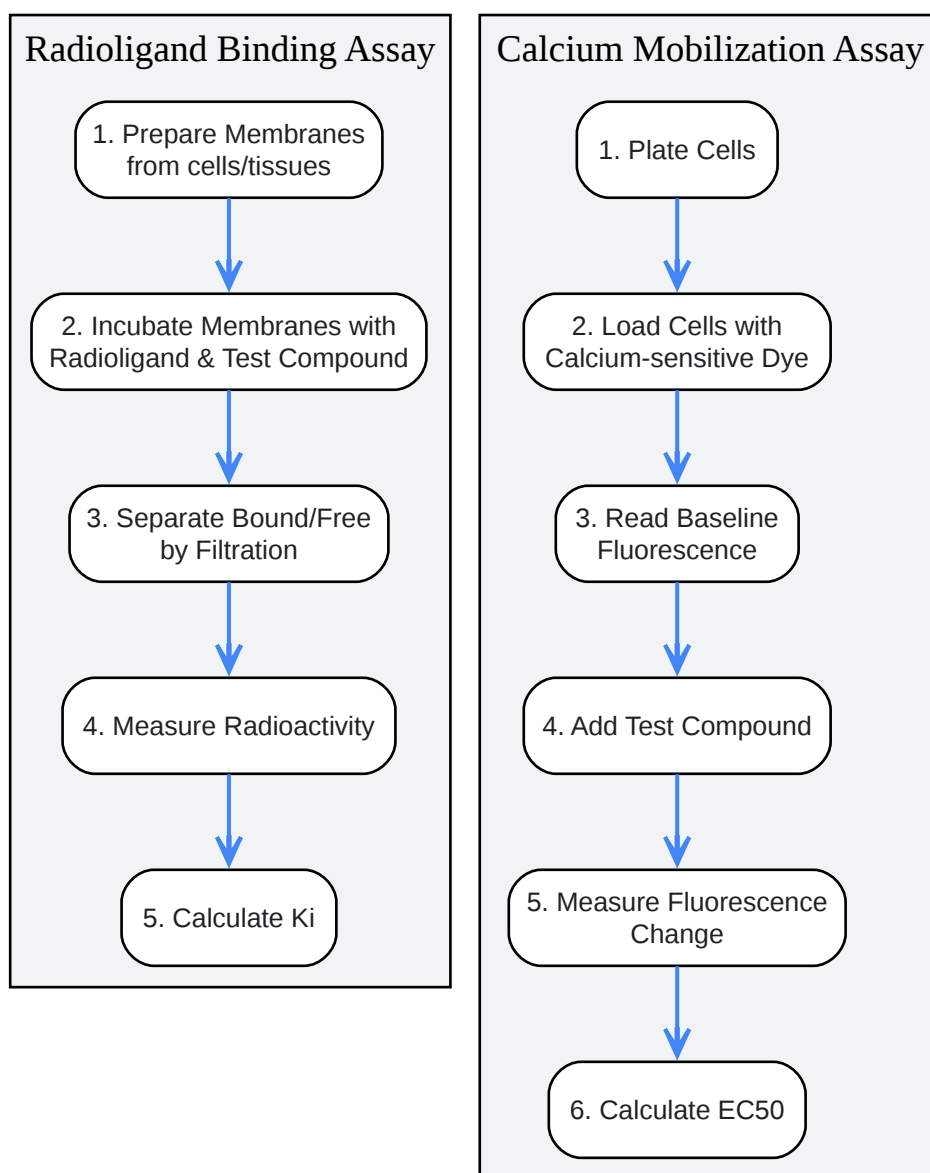 Radioligand Binding Assay
1. Prepare Membranes
from cells/tissues
2. Incubate Membranes with
Radioligand & Test Compound
3. Separate Bound/Free
by Filtration
4. Measure Radioactivity
5. Calculate Ki
Calcium Mobilization Assay
1. Plate Cells
2. Load Cells with
Calcium-sensitive Dye
3. Read Baseline
Fluorescence
4. Add Test Compound
5. Measure Fluorescence
Change
6. Calculate EC50